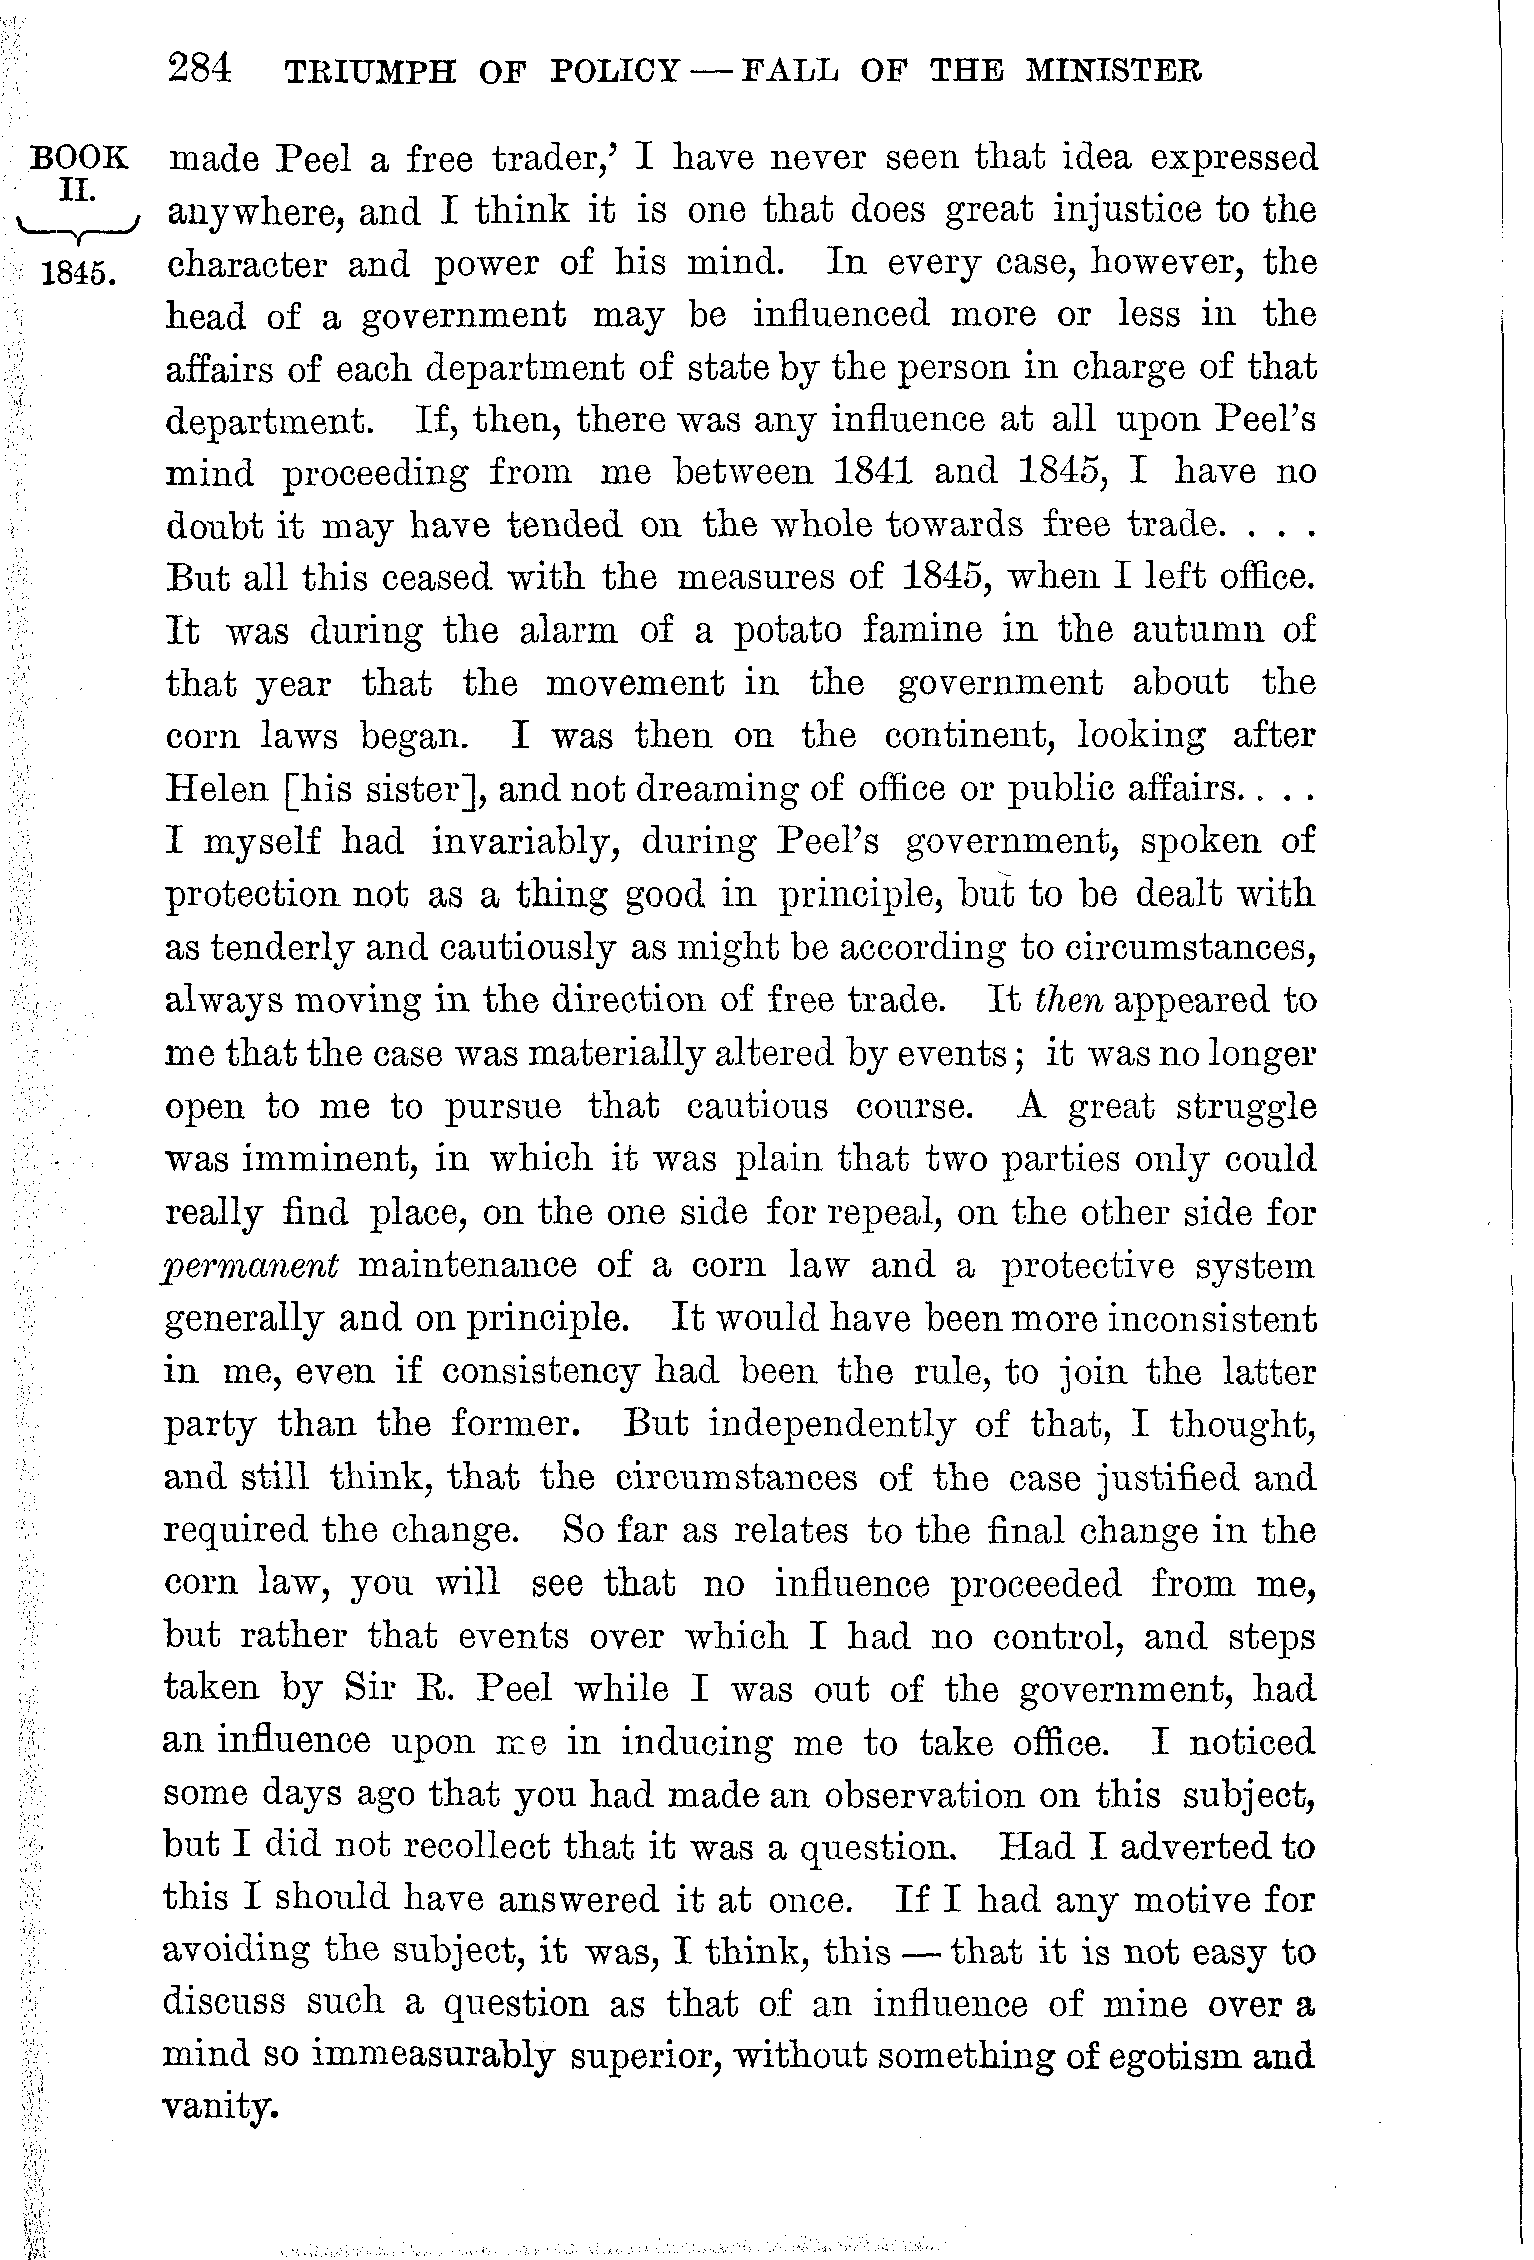 284 TRIUMPH OF POLICY — FALL OF THE MINISTER
BOOK
II.
1845.
made Peel a free trader,’ I have never seen that idea expressed
anywhere, and I think it is one that does great injustice to the
character and power of his mind. In every case, however, the
head of a government may be influenced more or less in the
affairs of each department of state by the person in charge of that
department. If, then, there was any influence at all upon Peel’s
mind proceeding from me between 1841 and 1845, I have no
doubt it may have tended on the whole towards free trade. . . .
But all this ceased with the measures of 1845, when I left office.
It was during the alarm of a potato famine in the autumn of
that year that the movement in the government about the
corn laws began. I was then on the continent, looking after
Helen [his sister], and not dreaming of office or public affairs. . . .
I myself had invariably, during Peel’s government, spoken of
protection not as a thing good in principle, but to be dealt with
as tenderly and cautiously as might be according to circumstances,
always moving in the direction of free trade. It then appeared to
me that the case was materially altered by events; it was no longer
open to me to pursue that cautious course. A great struggle
was imminent, in which it was plain that two parties only could
really find place, on the one side for repeal, on the other side for
permanent maintenance of a corn law and a protective system
generally and on principle. It would have been more inconsistent
in me, even if consistency had been the rule, to join the latter
party than the former. But independently of that, I thought,
and still think, that the circumstances of the case justified and
required the change. So far as relates to the final change in the
corn law, you will see that no influence proceeded from me,
but rather that events over which I had no control, and steps
taken by Sir R. Peel while I was out of the government, had
an influence upon me in inducing me to take office. I noticed
some days ago that you had made an observation on this subject,
but I did not recollect that it was a question. Had I adverted to
this I should have answered it at once. If I had any motive for
avoiding the subject, it was, I think, this — that it is not easy to
discuss such a question as that of an influence of mine over a
mind so immeasurably superior, without something of egotism and
vanity.